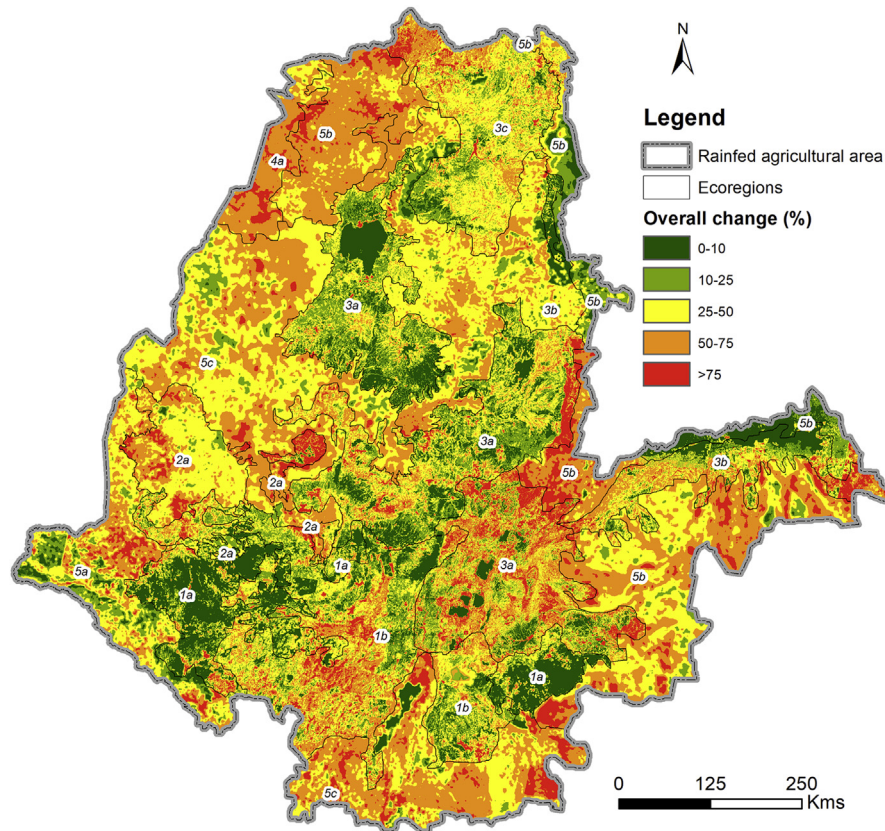 N
5b
Legend
3c
5b
5b
Rainfed agricultural area
4a
Ecoregions
Overall change (%)
0-10
10-25
25-50
3a
3b
5b
50-75
5c
>75
5b
3a
3b
2a
5b
2a
2a
2a
1a
3a
5a
5b
1a
1b
1a
1b
5c
0 125 250
Kms